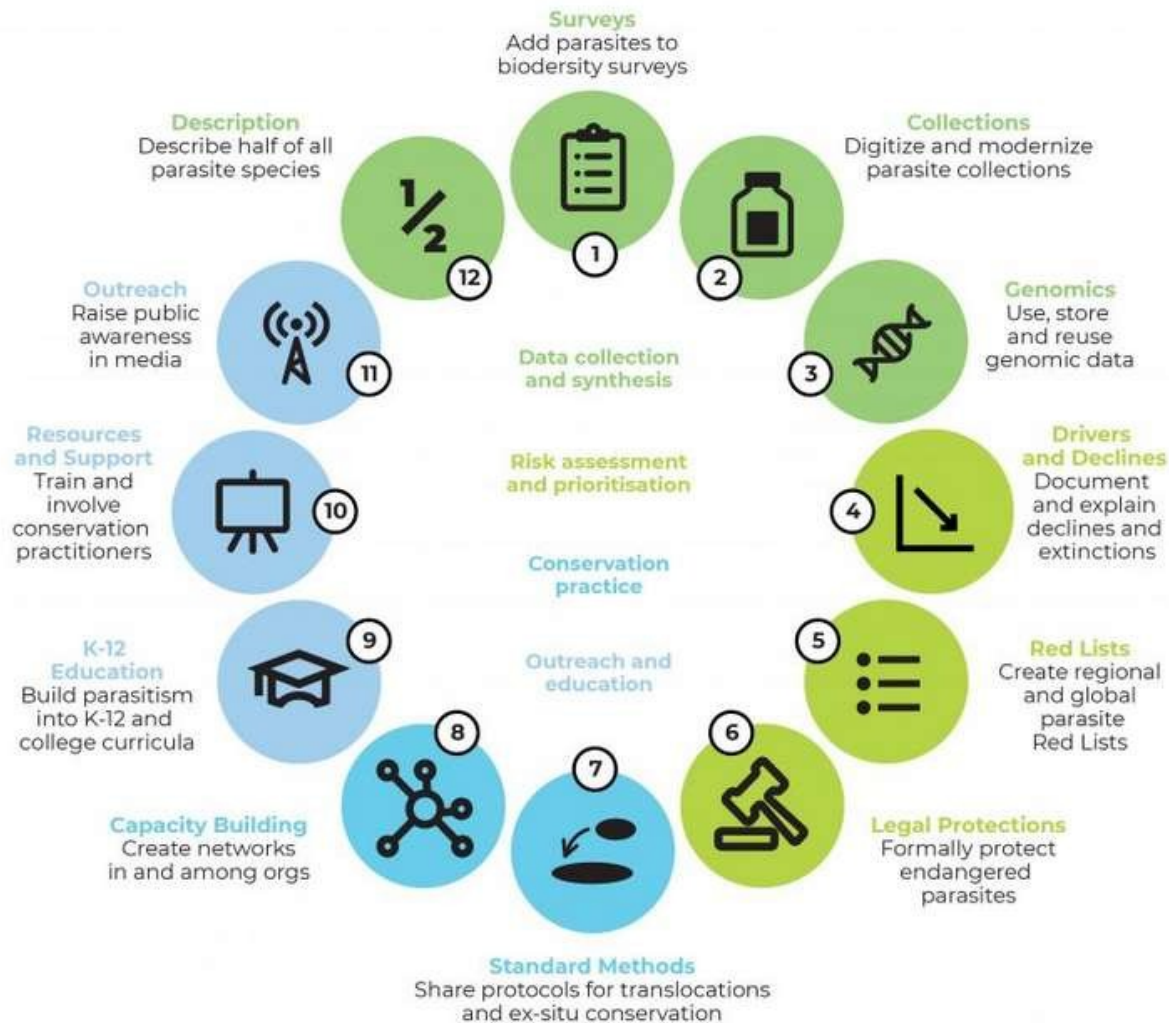 Surveys
Add parasites to
biodersity surveys
1
Collections
Digitize and modernize
parasite collections
2
Genomics
Use, store
and reuse
genomic data
3
Drivers
and Declines
Document
and explain
declines and
extinctions
4
Red Lists
Create regional
and global
parasite
Red Lists
5
Legal Protections
Formally protect
endangered
parasites
6
Standard Methods
Share protocols for translocations
and ex-situ conservation
7
Capacity Building
Create networks
in and among orgs
8
K-12
Education
Build parasitism
into K-12 and
college curricula
9
Resources
and Support
Train and
involve
conservation
practitioners
10
Outreach
Raise public
awareness
in media
11
Description
Describe half of all
parasite species
1/2
12
Data collection
and synthesis
Risk assessment
and prioritisation
Conservation
practice
Outreach and
education